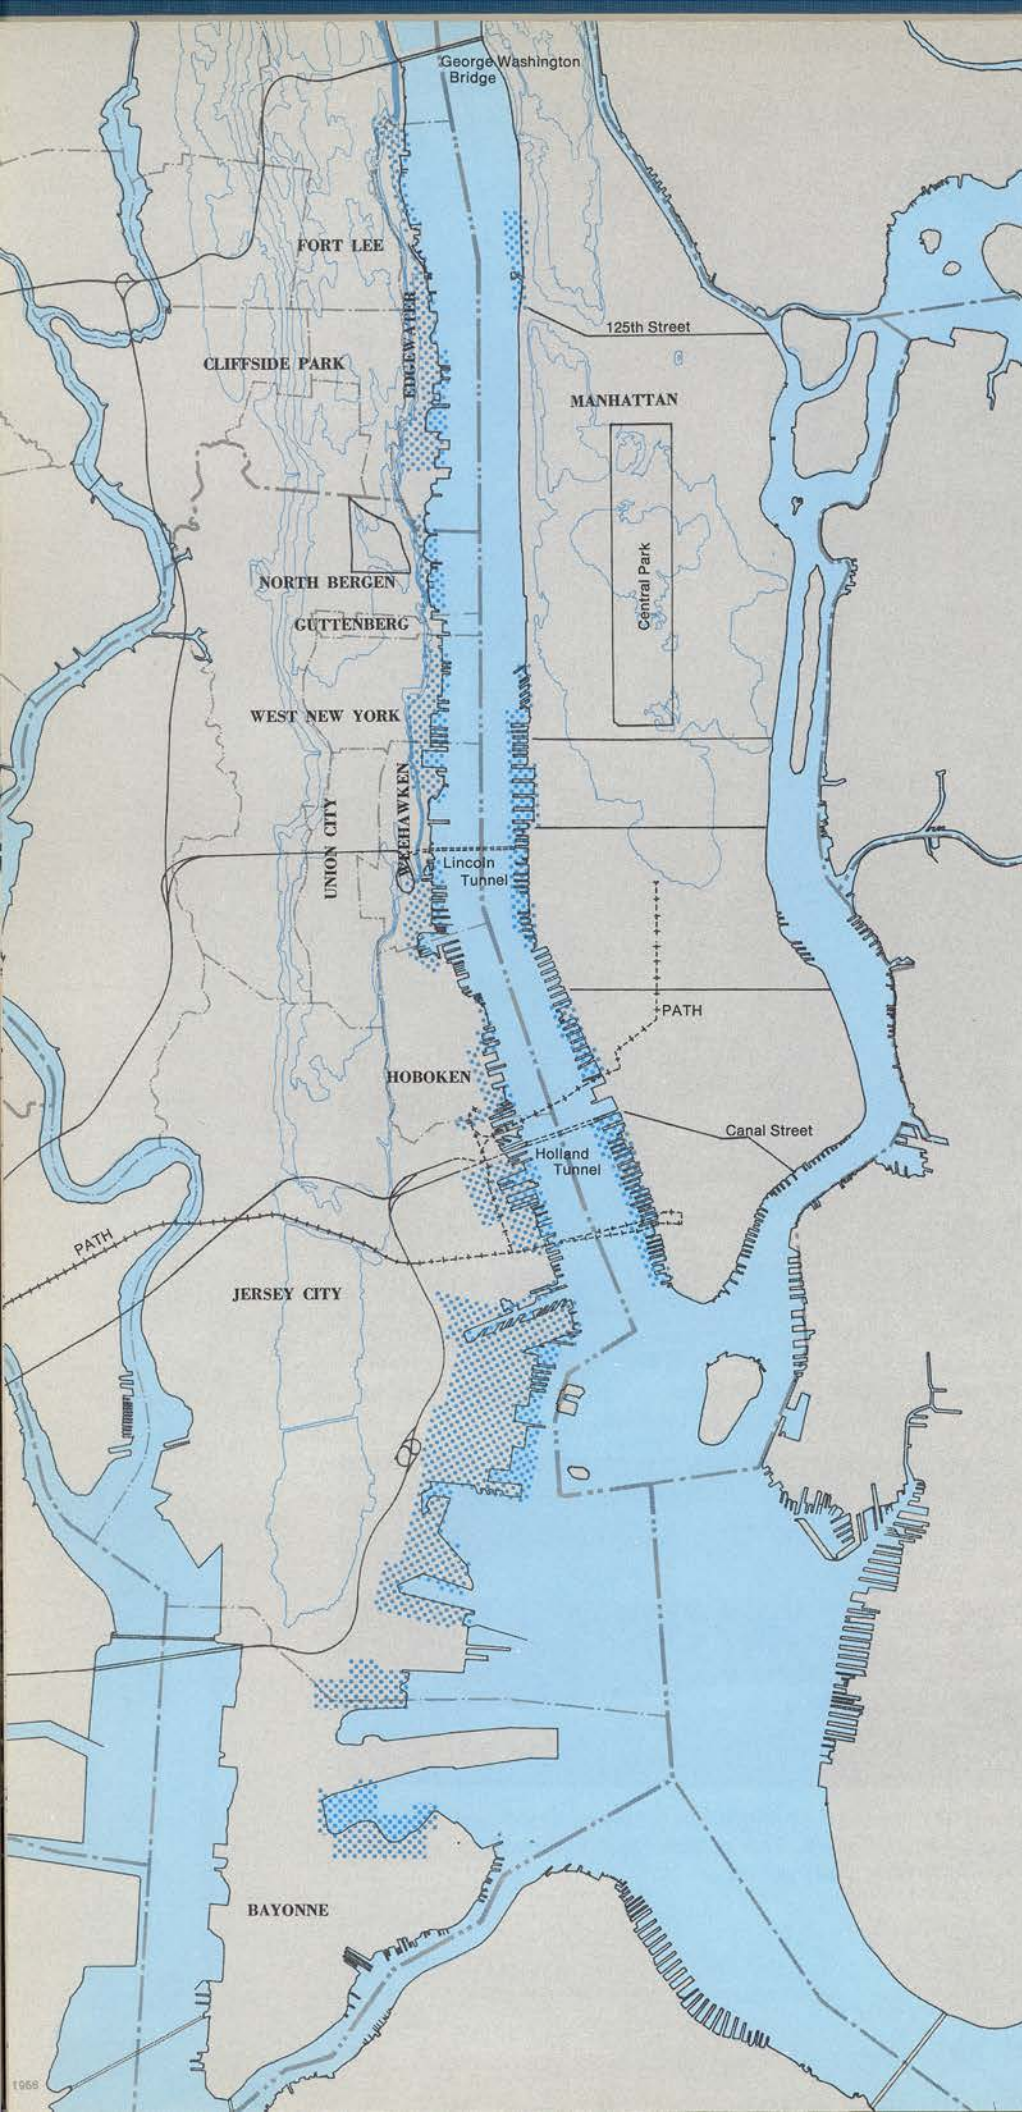 George Washington
Bridge
FORT LEE
EDGEWATER
125th Street
CLIFFSIDE PARK
MANHATTAN
Central Park
NORTH BERGEN
GUTTENBERG
WEST NEW YORK
WEEHAWKEN
UNION CITY
Lincoln
Tunnel
PATH
HOBOKEN
Canal Street
Holland
Tunnel
PATH
JERSEY CITY
BAYONNE
1966